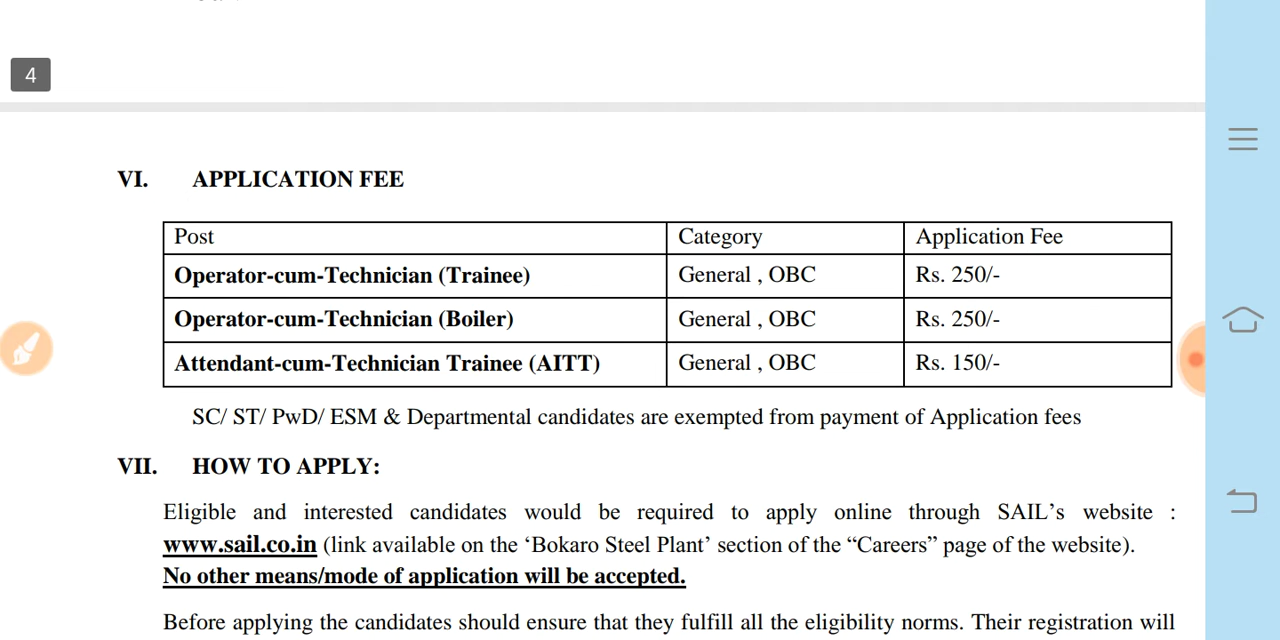 4
VI. APPLICATION FEE
Post Category Application Fee
Operator-cum-Technician (Trainee) General , OBC Rs. 250/-
Operator-cum-Technician (Boiler) General , OBC Rs. 250/-
Attendant-cum-Technician Trainee (AITT) General , OBC Rs. 150/-
SC/ ST/ PwD/ ESM & Departmental candidates are exempted from payment of Application fees
VII. HOW TO APPLY:
Eligible and interested candidates would be required to apply online through SAIL’s website :
www.sail.co.in (link available on the ‘Bokaro Steel Plant’ section of the “Careers” page of the website).
No other means/mode of application will be accepted.
Before applying the candidates should ensure that they fulfill all the eligibility norms. Their registration will